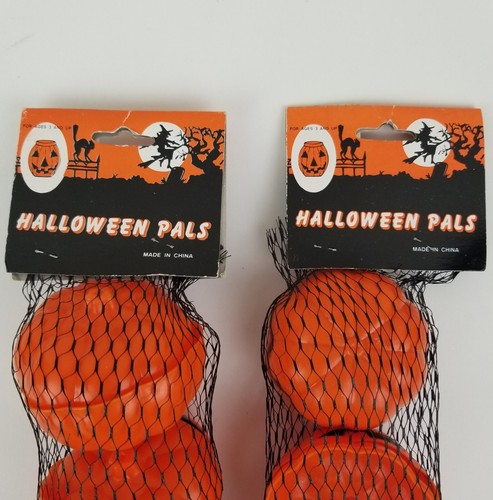 FOR AGES 3 AND UP
HALLOWEEN PALS
MADE IN CHINA
FOR AGES 3 AND UP
HALLOWEEN PALS
MADE IN CHINA